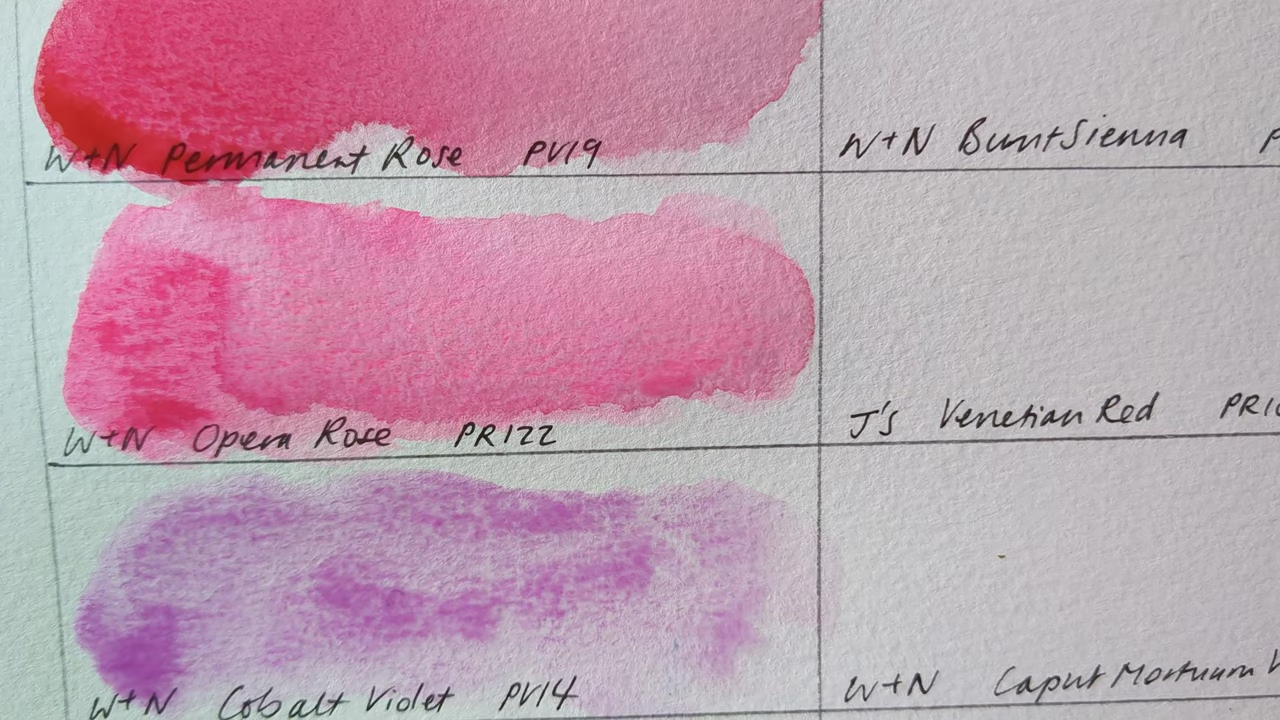 W+N Permanent Rose PV19
W+N Burnt Sienna
W+N Opera Rose PR122
J's Venetian Red
W+N Cobalt Violet PV14
W+N Caput Mortuum